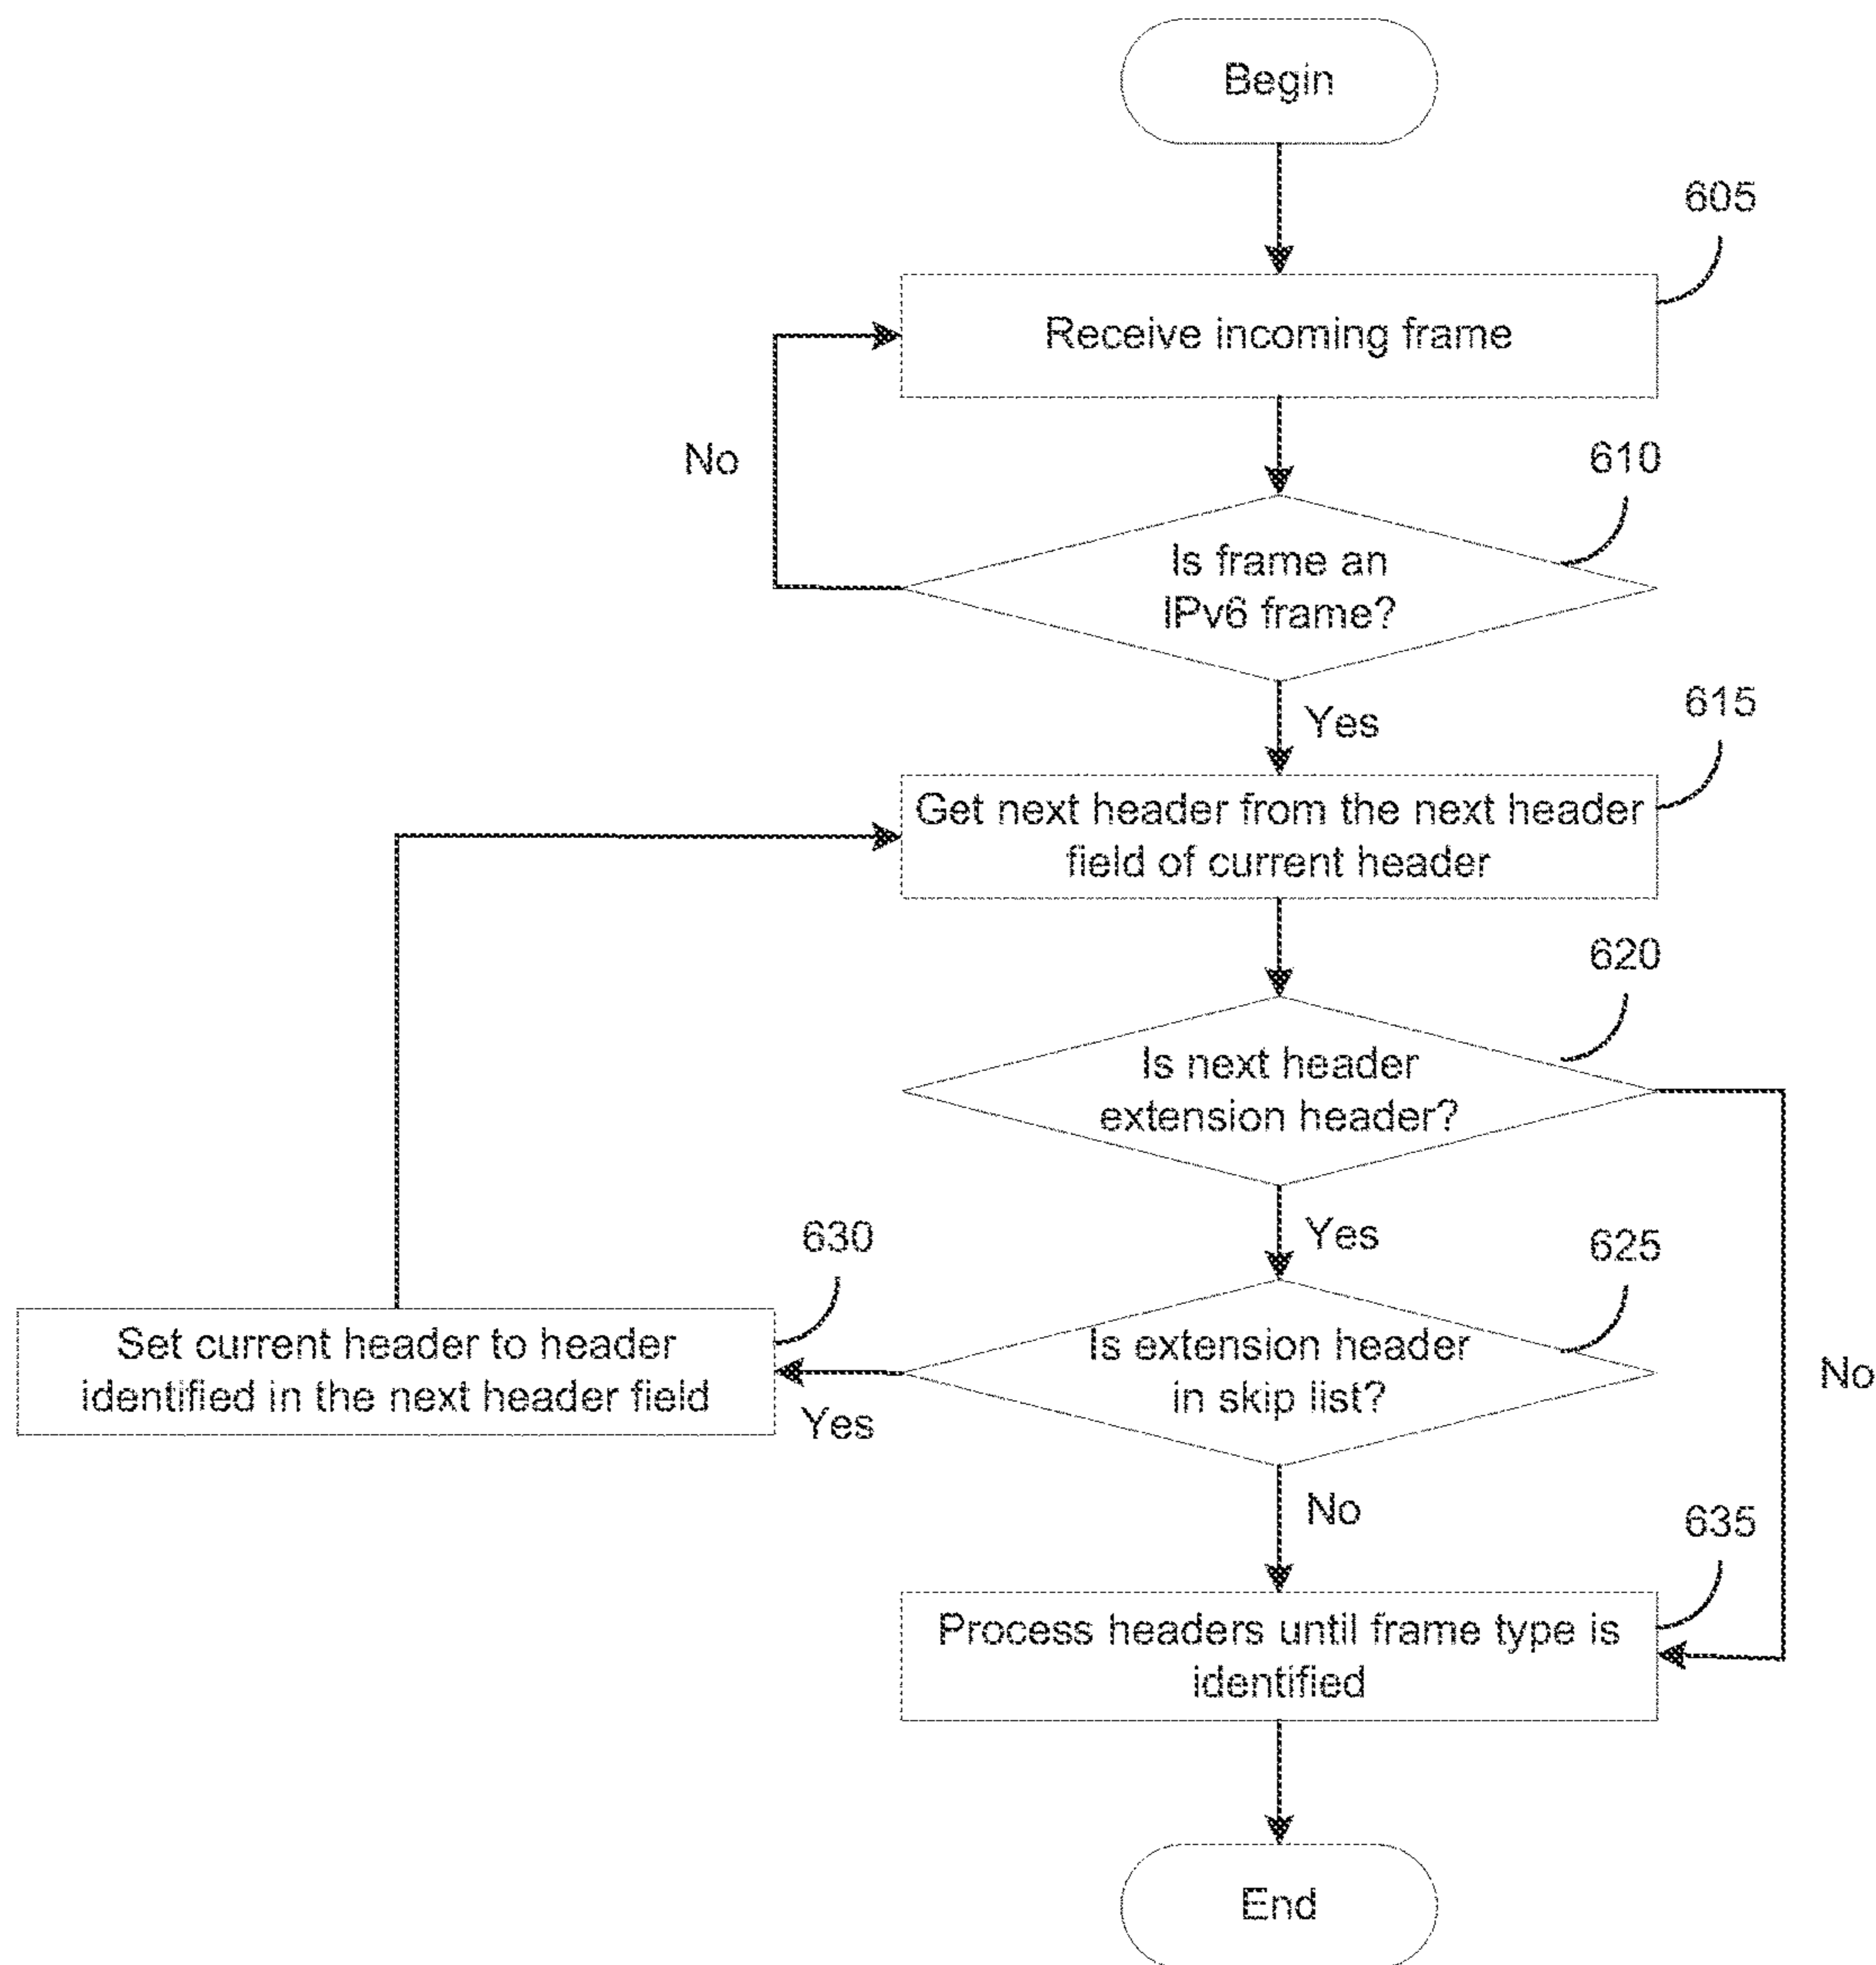 Begin
605
Receive incoming frame
No
610
Is frame an
IPv6 frame?
Yes
615
Get next header from the next header
field of current header
620
Is next header
extension header?
Yes
No
630
625
Set current header to header
identified in the next header field
Is extension header
in skip list?
Yes
No
635
Process headers until frame type is
identified
End